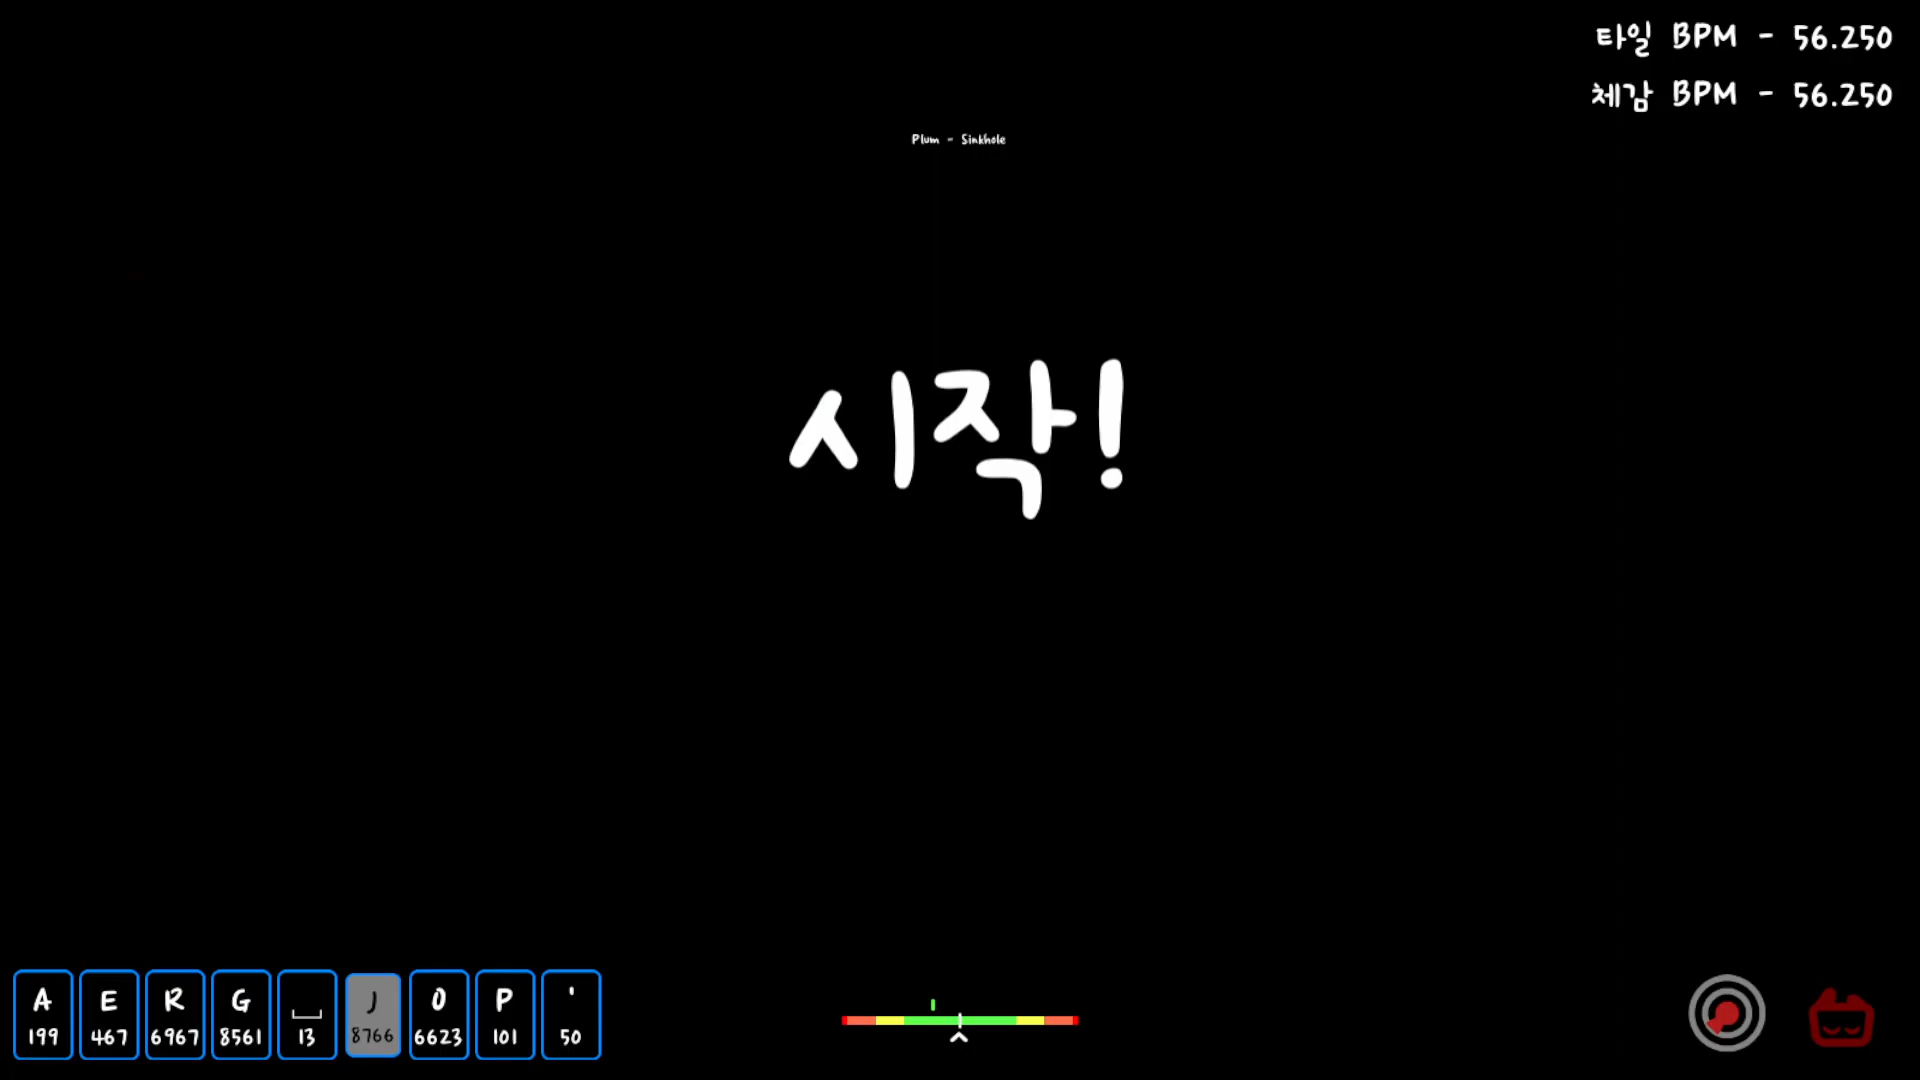 타일 BPM - 56.250
체감 BPM - 56.250
Plum - Sinkhole
시작!
A E R G J O P '
199 467 6967 8561 13 8766 6623 101 50